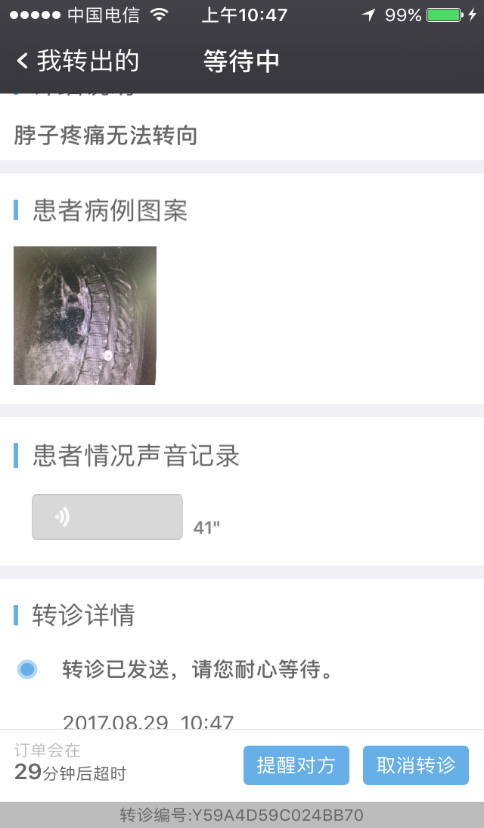 中国电信 上午10:47 99%
我转出的 等待中
脖子疼痛无法转向
患者病例图案
患者情况声音记录
41"
转诊详情
转诊已发送，请您耐心等待。
2017.08.29 10:47
订单会在
29分钟后超时
提醒对方 取消转诊
转诊编号:Y59A4D59C024BB70